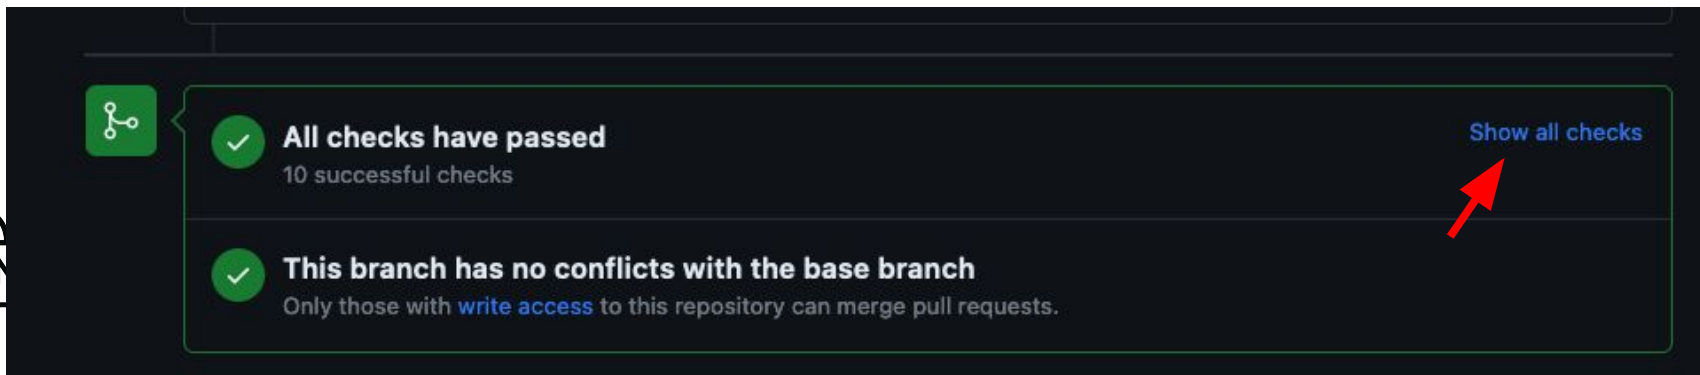 All checks have passed
Show all checks
10 successful checks
This branch has no conflicts with the base branch
Only those with write access to this repository can merge pull requests.